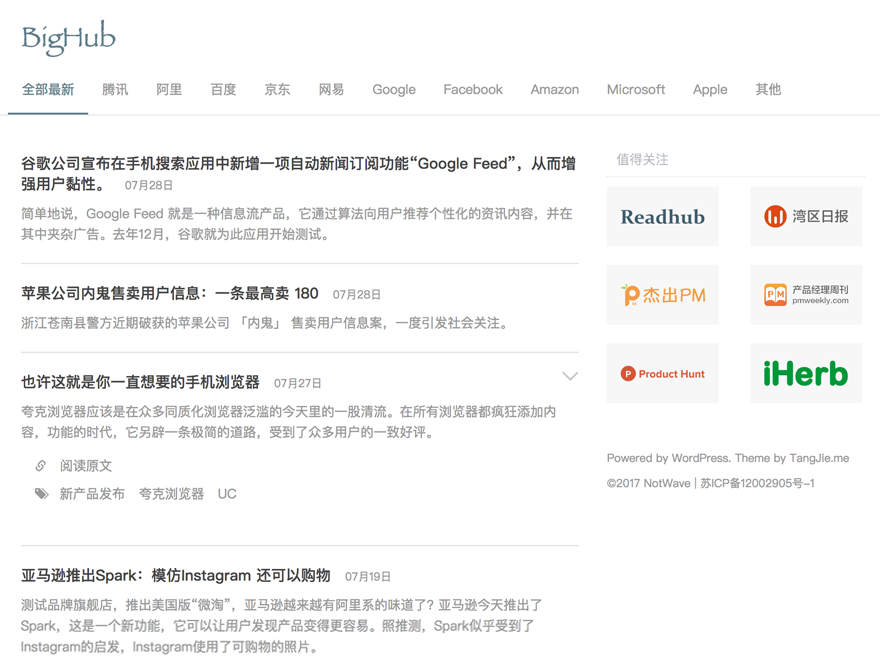 BigHub
全部最新 腾讯 阿里 百度 京东 网易 Google Facebook Amazon Microsoft Apple 其他
谷歌公司宣布在手机搜索应用中新增一项自动新闻订阅功能“Google Feed”，从而增
强用户黏性。 07月28日
简单地说，Google Feed 就是一种信息流产品，它通过算法向用户推荐个性化的资讯内容，并在
其中夹杂广告。去年12月，谷歌就为此应用开始测试。
苹果公司内鬼售卖用户信息：一条最高卖 180 07月28日
浙江苍南县警方近期破获的苹果公司 「内鬼」 售卖用户信息案，一度引发社会关注。
也许这就是你一直想要的手机浏览器 07月27日
夸克浏览器应该是在众多同质化浏览器泛滥的今天里的一股清流。在所有浏览器都疯狂添加内
容，功能的时代，它另辟一条极简的道路，受到了众多用户的一致好评。
阅读原文
新产品发布 夸克浏览器 UC
亚马逊推出Spark：模仿Instagram 还可以购物 07月19日
测试品牌旗舰店，推出美国版“微淘”，亚马逊越来越有阿里系的味道了？亚马逊今天推出了
Spark，这是一个新功能，它可以让用户发现产品变得更容易。照推测，Spark似乎受到了
Instagram的启发，Instagram使用了可购物的照片。
值得关注
Readhub
湾区日报
杰出PM
PM 产品经理周刊
pmweekly.com
P Product Hunt
iHerb
Powered by WordPress. Theme by TangJie.me
©2017 NotWave | 苏ICP备12002905号-1